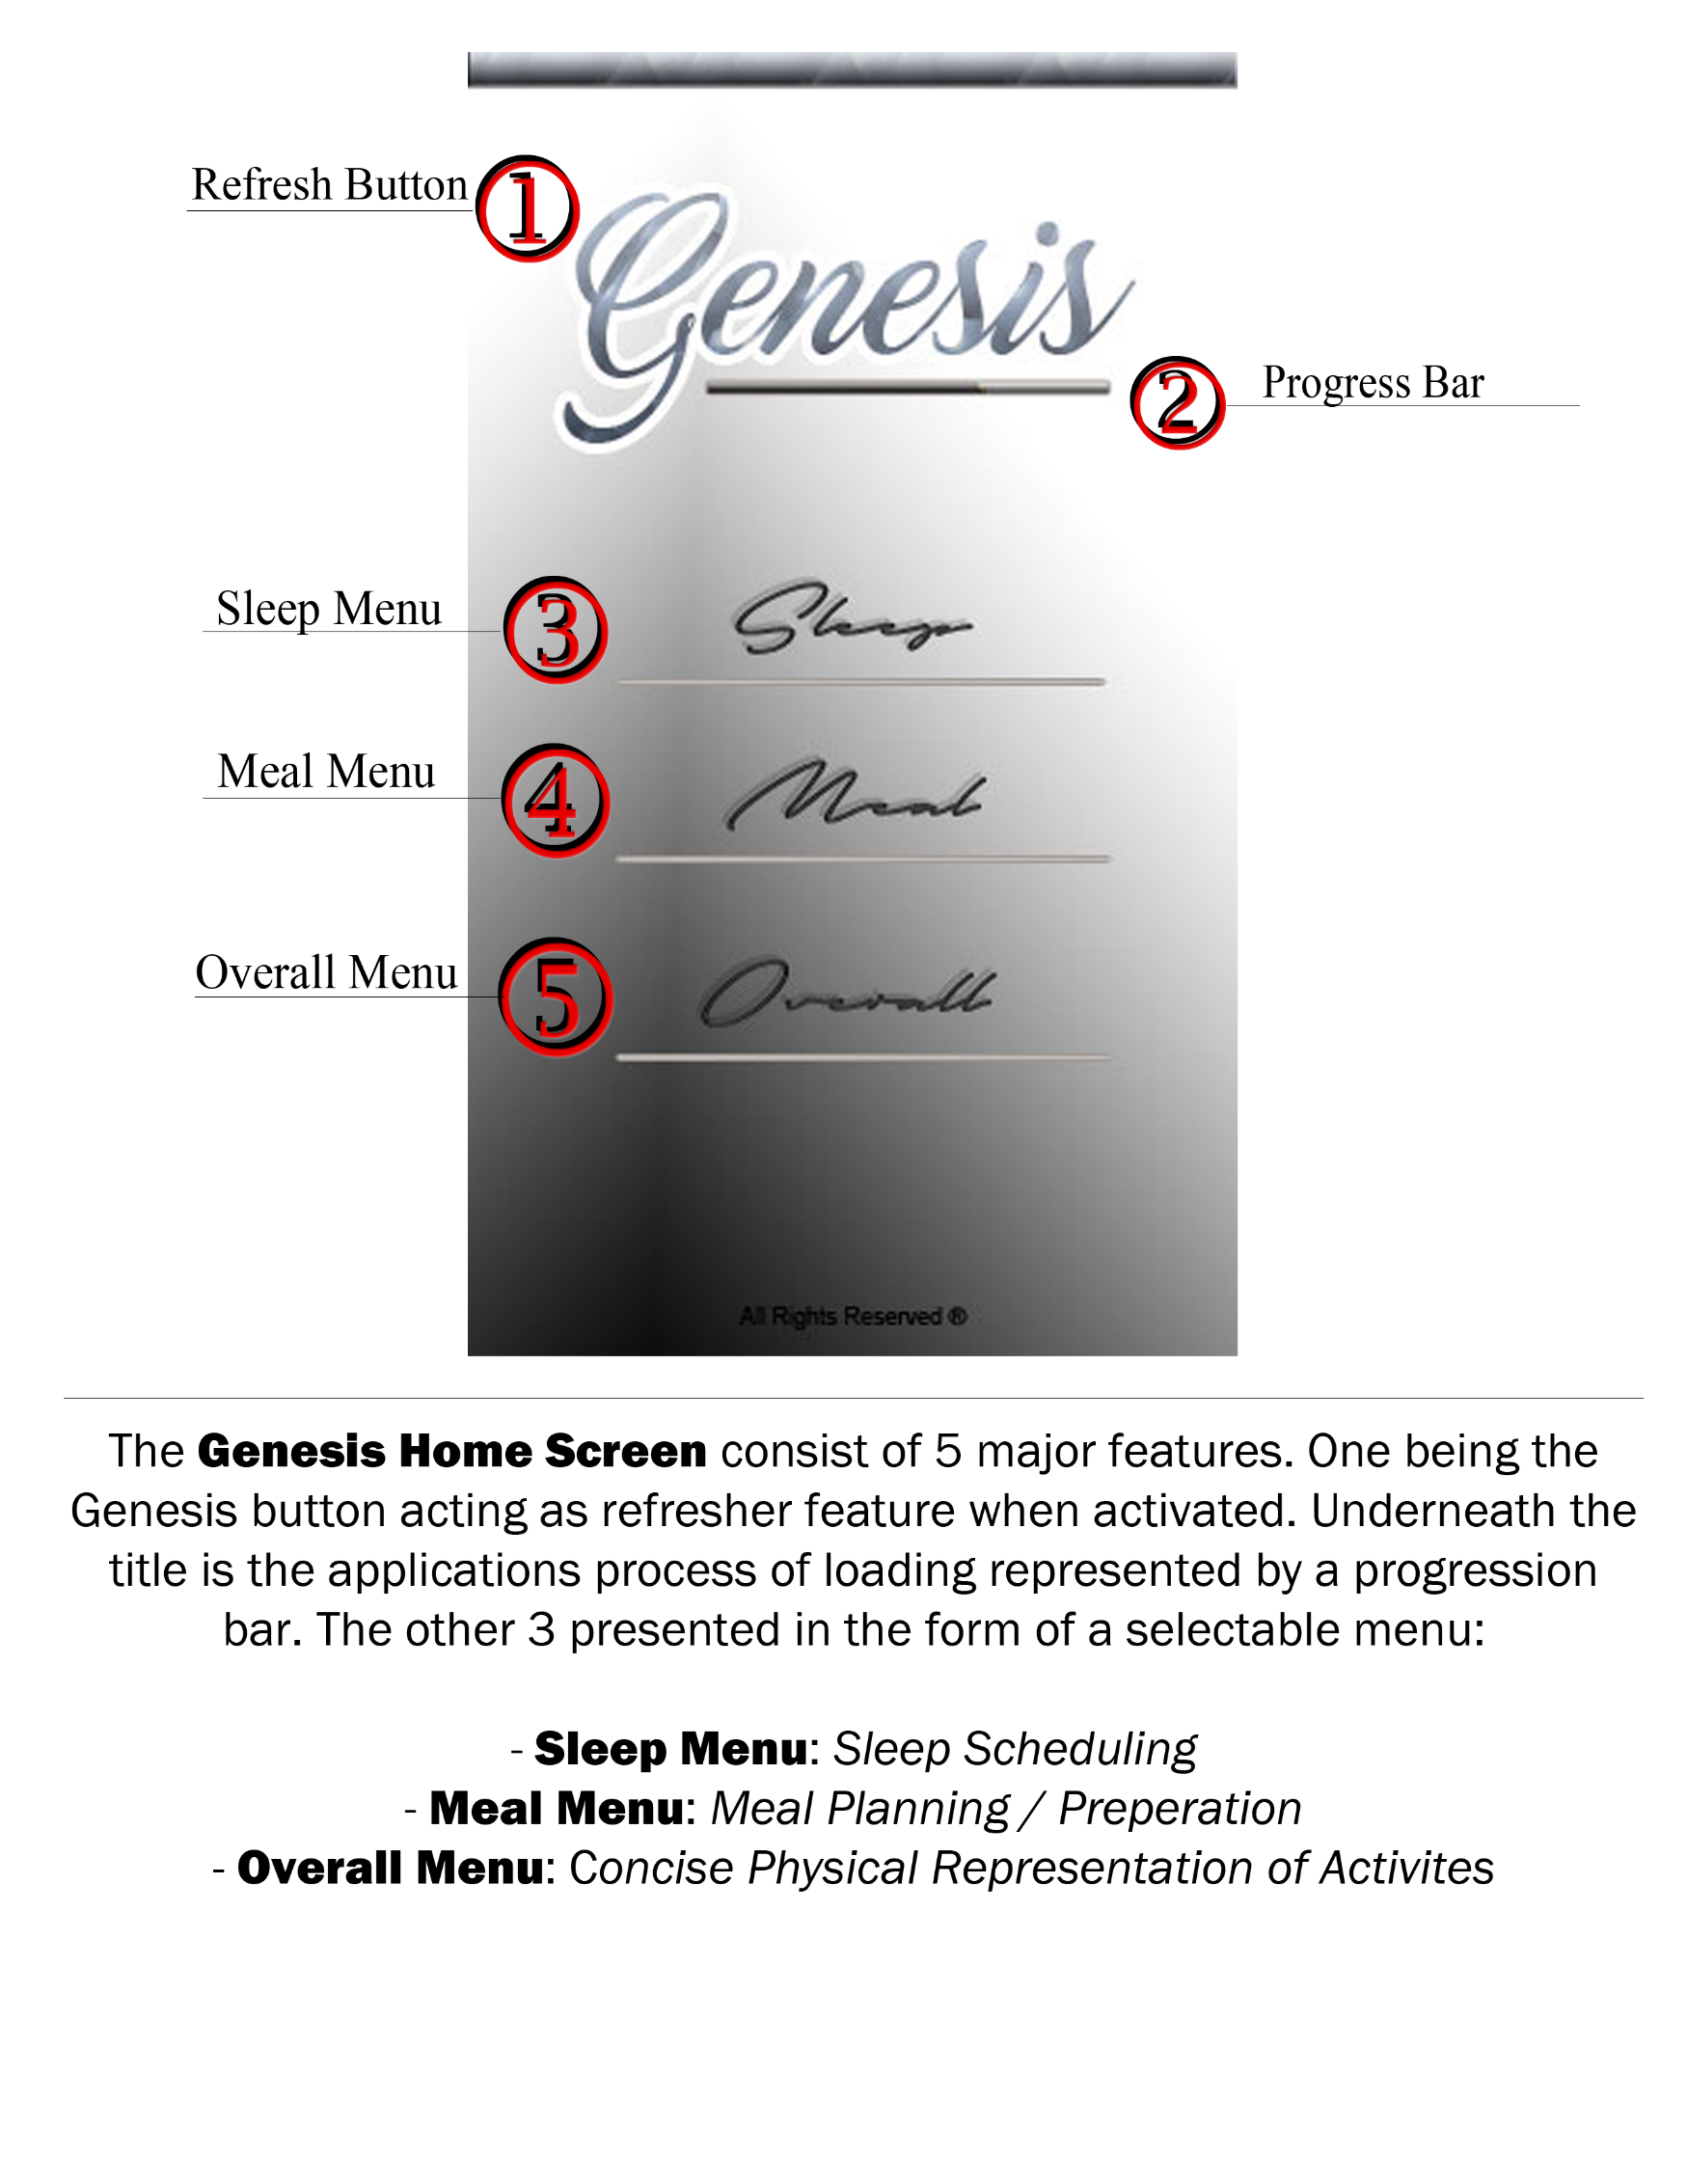 Refresh Button 1
Genesis
2 Progress Bar
Sleep Menu 3 Sleep
Meal Menu 4 Meal
Overall Menu 5 Overall
All Rights Reserved ®
The Genesis Home Screen consist of 5 major features. One being the
Genesis button acting as refresher feature when activated. Underneath the
title is the applications process of loading represented by a progression
bar. The other 3 presented in the form of a selectable menu:
- Sleep Menu: Sleep Scheduling
- Meal Menu: Meal Planning / Preperation
- Overall Menu: Concise Physical Representation of Activites